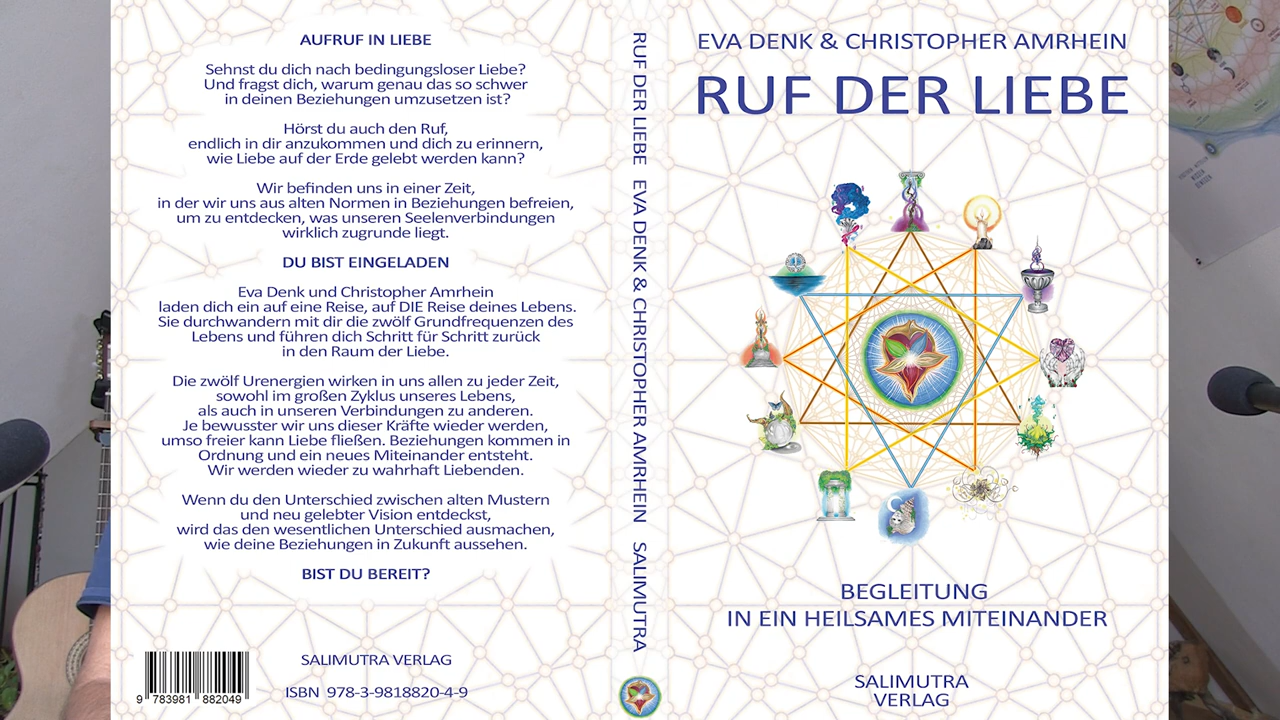 AUFRUF IN LIEBE
Sehnst du dich nach bedingungsloser Liebe?
Und fragst dich, warum genau das so schwer
in deinen Beziehungen umzusetzen ist?
Hörst du auch den Ruf,
endlich in dir anzukommen und dich zu erinnern,
wie Liebe auf der Erde gelebt werden kann?
Wir befinden uns in einer Zeit,
in der wir uns aus alten Normen in Beziehungen befreien,
um zu entdecken, was unseren Seelenverbindungen
wirklich zugrunde liegt.
DU BIST EINGELADEN
Eva Denk und Christopher Amrhein
laden dich ein auf eine Reise, auf DIE Reise deines Lebens.
Sie durchwandern mit dir die zwölf Grundfrequenzen des
Lebens und führen dich Schritt für Schritt zurück
in den Raum der Liebe.
Die zwölf Urenergien wirken in uns allen zu jeder Zeit,
sowohl im großen Zyklus unseres Lebens,
als auch in unseren Verbindungen zu anderen.
Je bewusster wir uns dieser Kräfte wieder werden,
umso freier kann Liebe fließen. Beziehungen kommen in
Ordnung und ein neues Miteinander entsteht.
Wir werden wieder zu wahrhaft Liebenden.
Wenn du den Unterschied zwischen alten Mustern
und neu gelebter Vision entdeckst,
wird das den wesentlichen Unterschied ausmachen,
wie deine Beziehungen in Zukunft aussehen.
BIST DU BEREIT?
SALIMUTRA VERLAG
ISBN 978-3-9818820-4-9
9 783981 882049
RUF DER LIEBE EVA DENK & CHRISTOPHER AMRHEIN SALIMUTRA
EVA DENK & CHRISTOPHER AMRHEIN
RUF DER LIEBE
BEGLEITUNG
IN EIN HEILSAMES MITEINANDER
SALIMUTRA
VERLAG